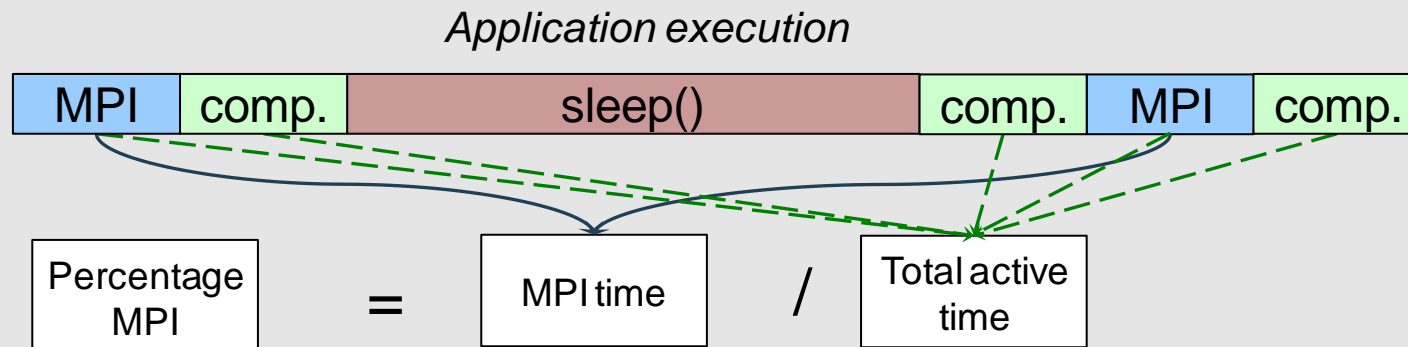 Application execution
MPI comp. sleep() comp. MPI comp.
Percentage
MPI
=
MPI time
/
Total active
time